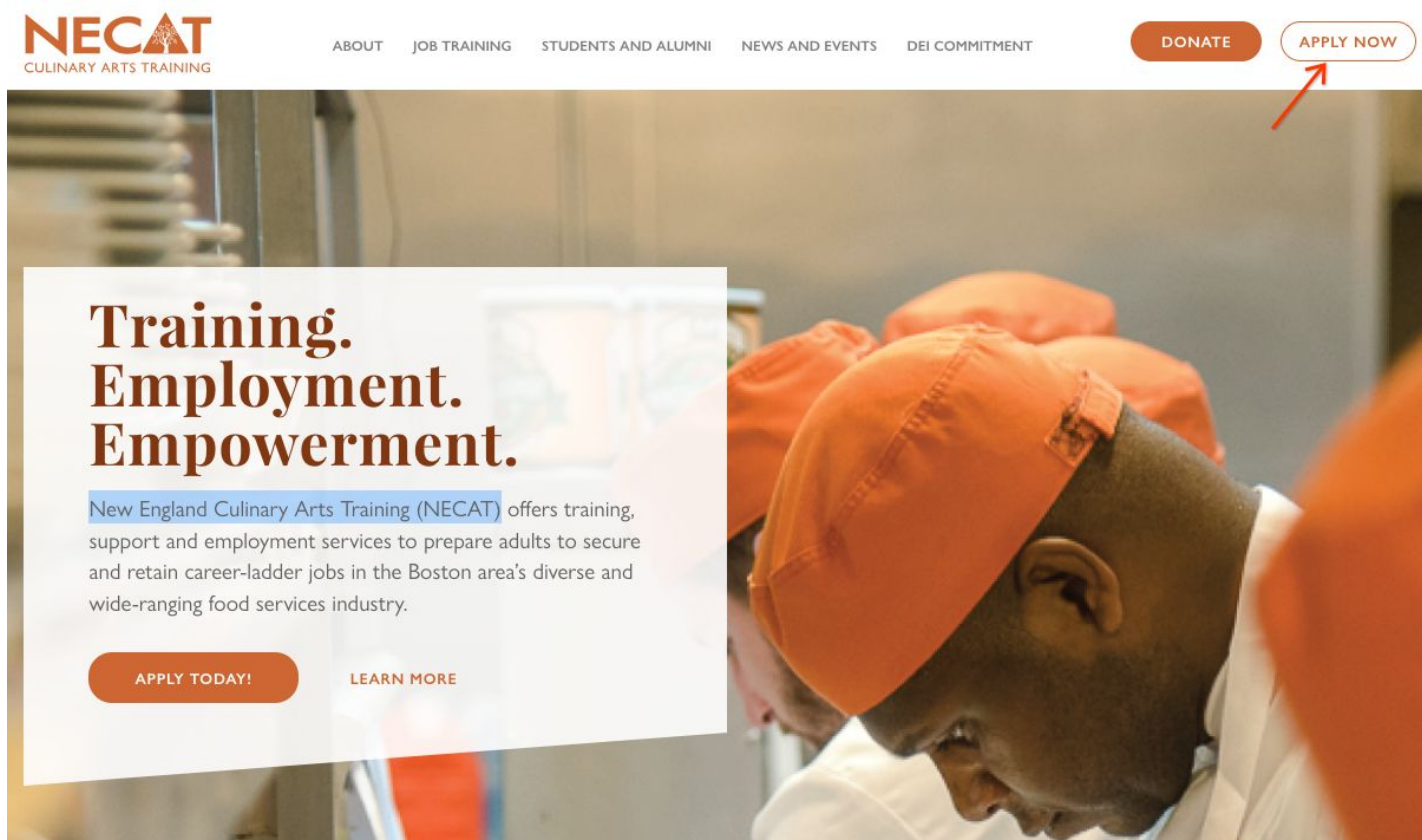 NECAT
CULINARY ARTS TRAINING
ABOUT
JOB TRAINING
STUDENTS AND ALUMNI
NEWS AND EVENTS
DEI COMMITMENT
DONATE
APPLY NOW
Training.
Employment.
Empowerment.
New England Culinary Arts Training (NECAT) offers training,
support and employment services to prepare adults to secure
and retain career-ladder jobs in the Boston area’s diverse and
wide-ranging food services industry.
APPLY TODAY!
LEARN MORE